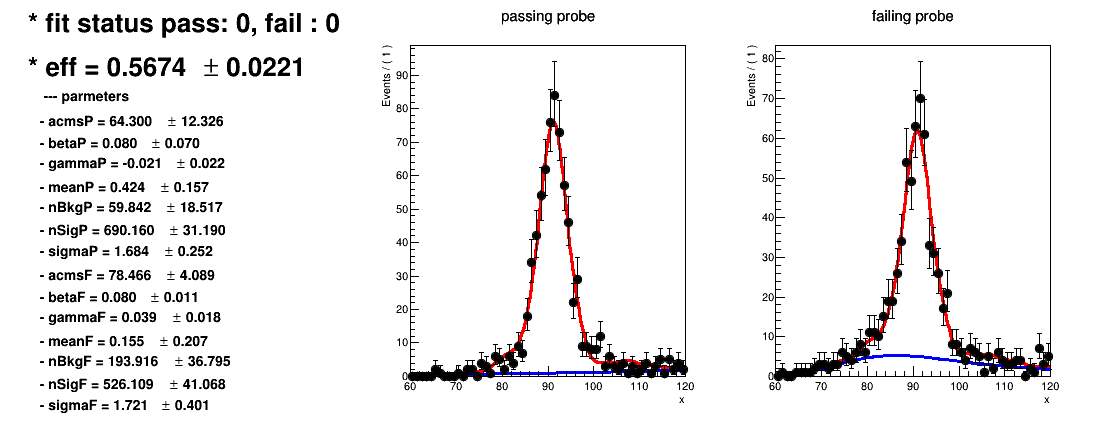 * fit status pass: 0, fail : 0
* eff = 0.5674 ± 0.0221
--- parmeters
- acmsP = 64.300 ± 12.326
- betaP = 0.080 ± 0.070
- gammaP = -0.021 ± 0.022
- meanP = 0.424 ± 0.157
- nBkgP = 59.842 ± 18.517
- nSigP = 690.160 ± 31.190
- sigmaP = 1.684 ± 0.252
- acmsF = 78.466 ± 4.089
- betaF = 0.080 ± 0.011
- gammaF = 0.039 ± 0.018
- meanF = 0.155 ± 0.207
- nBkgF = 193.916 ± 36.795
- nSigF = 526.109 ± 41.068
- sigmaF = 1.721 ± 0.401
passing probe
Events / ( 1 )
90
80
70
60
50
40
30
20
10
0
60 70 80 90 100 110 120
x
failing probe
Events / ( 1 )
80
70
60
50
40
30
20
10
0
60 70 80 90 100 110 120
x